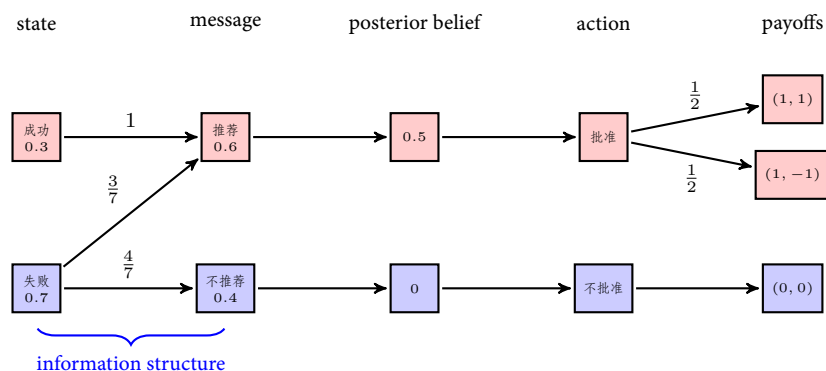 state message posterior belief action payoffs
成功
0.3
1
推荐
0.6
0.5
批准
1/2
(1, 1)
1/2
(1, −1)
3/7
失败
0.7
4/7
不推荐
0.4
0
不批准
(0, 0)
information structure